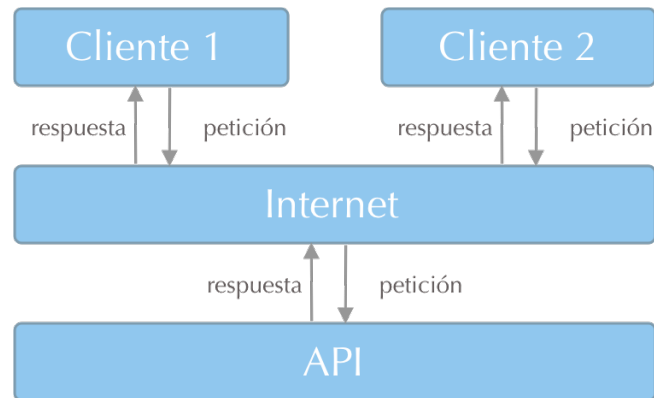 Cliente 1
Cliente 2
respuesta
petición
respuesta
petición
Internet
respuesta
petición
API